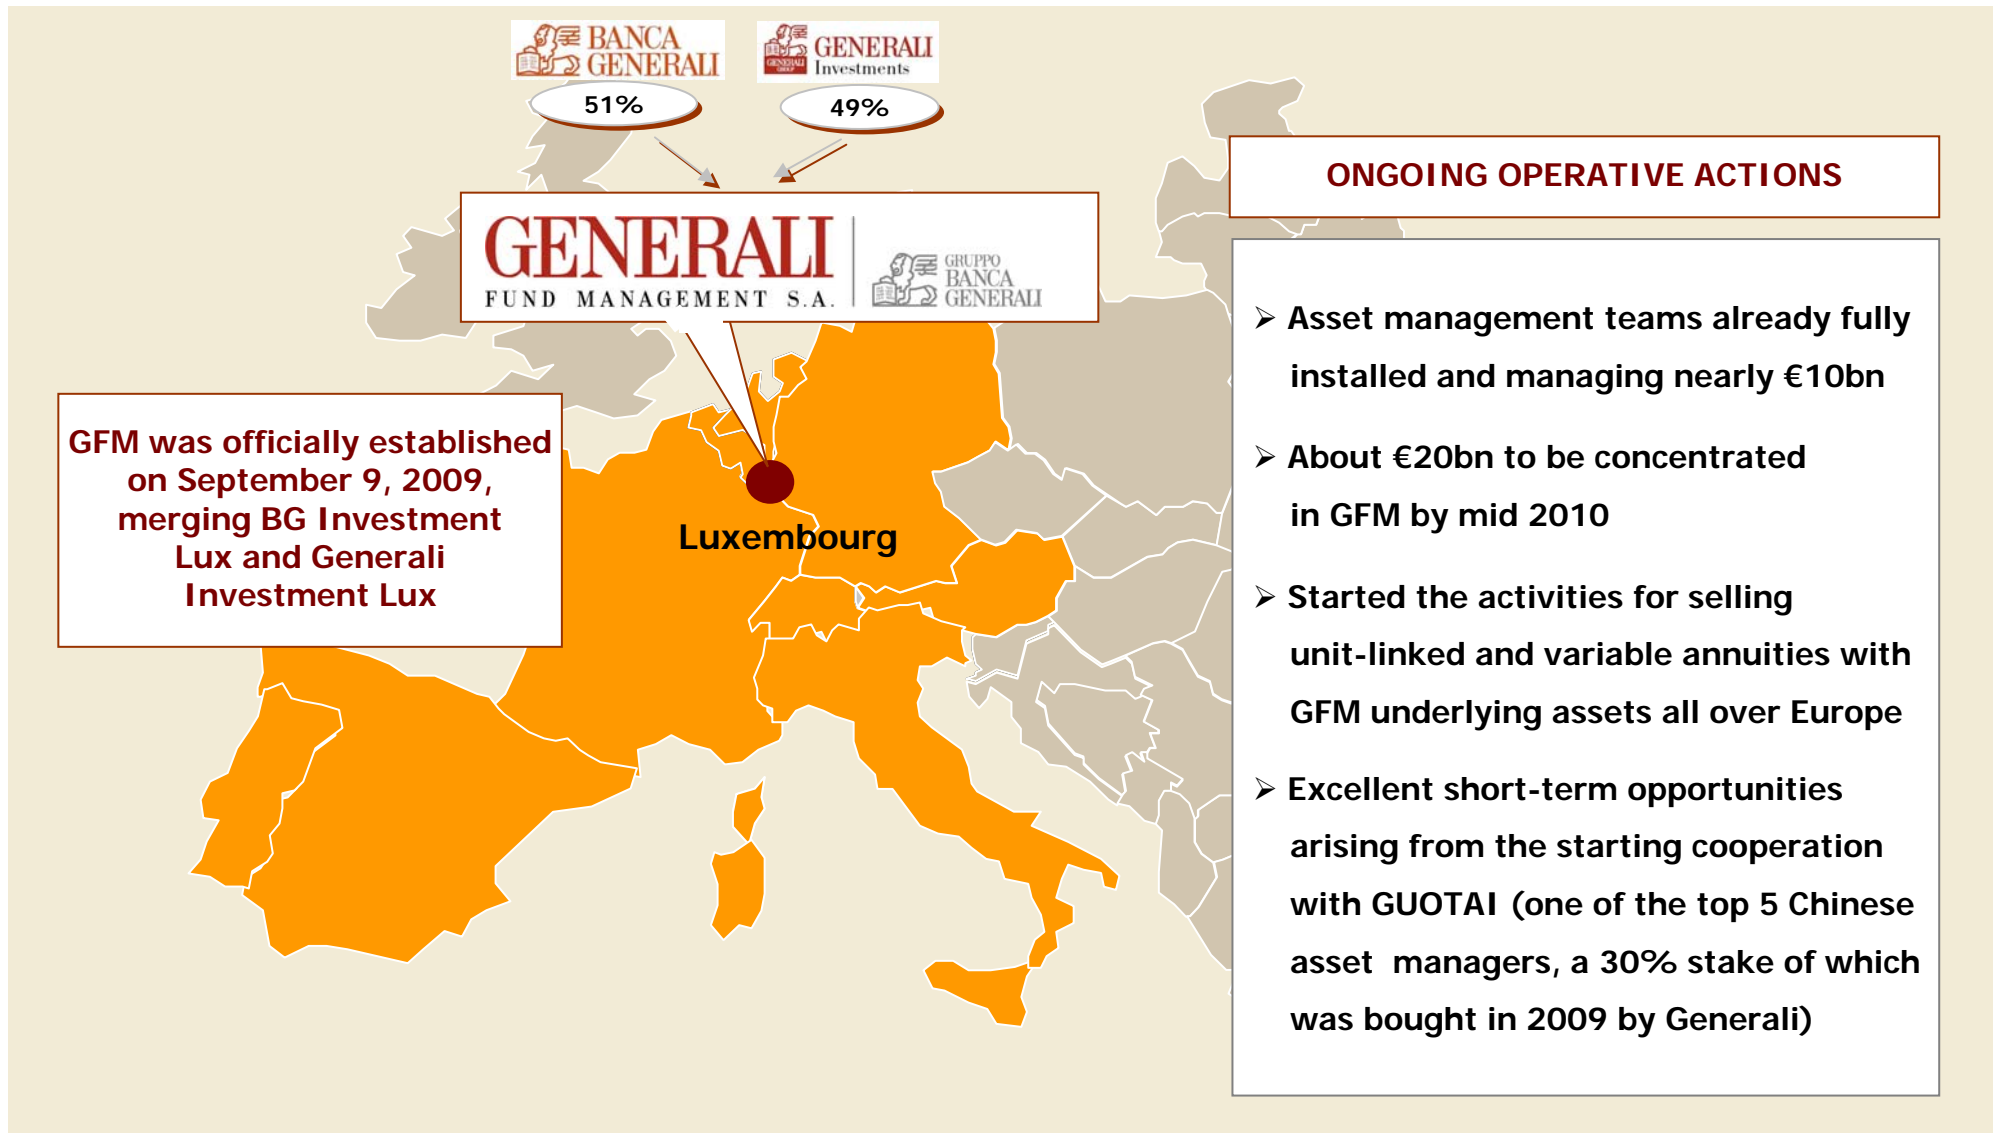 BANCA
GENERALI
GENERALI
GROUP
GENERALI
Investments
51%
49%
GENERALI
FUND MANAGEMENT S.A.
GRUPPO
BANCA
GENERALI
GFM was officially established
on September 9, 2009,
merging BG Investment
Lux and Generali
Investment Lux
Luxembourg
ONGOING OPERATIVE ACTIONS
➢ Asset management teams already fully
installed and managing nearly €10bn
➢ About €20bn to be concentrated
in GFM by mid 2010
➢ Started the activities for selling
unit-linked and variable annuities with
GFM underlying assets all over Europe
➢ Excellent short-term opportunities
arising from the starting cooperation
with GUOTAI (one of the top 5 Chinese
asset managers, a 30% stake of which
was bought in 2009 by Generali)